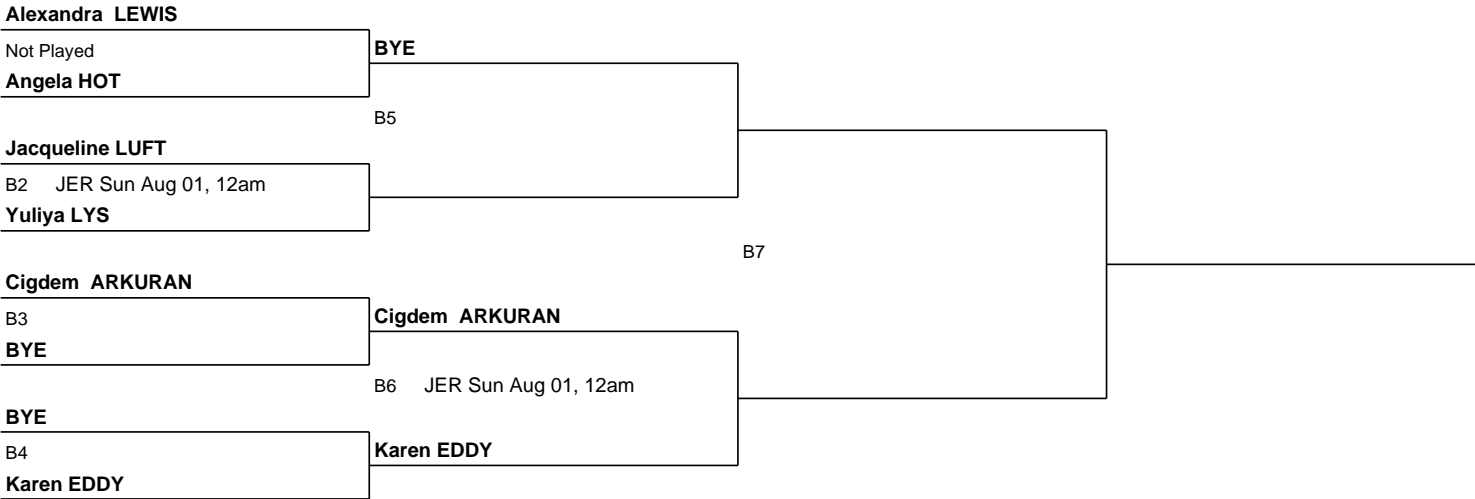 Alexandra  LEWIS
Not Played
BYE
Angela HOT
B5
Jacqueline LUFT
B2 JER Sun Aug 01, 12am
Yuliya LYS
B7
Cigdem  ARKURAN
B3
Cigdem  ARKURAN
BYE
B6 JER Sun Aug 01, 12am
BYE
B4
Karen EDDY
Karen EDDY